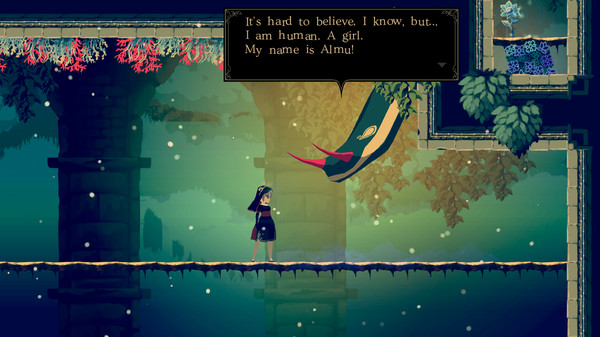 It's hard to believe. I know, but..,
I am human. A girl.
My name is Almu!